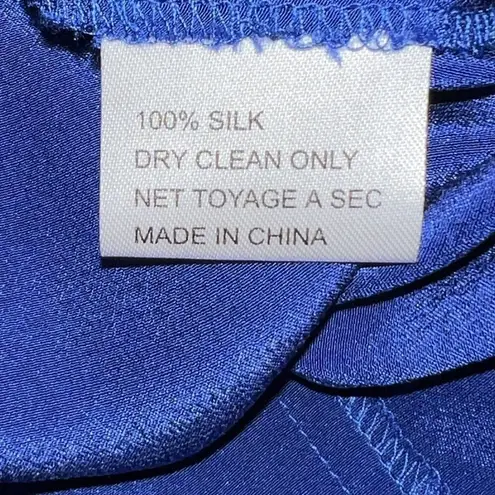 100% SILK
DRY CLEAN ONLY
NET TOYAGE A SEC
MADE IN CHINA